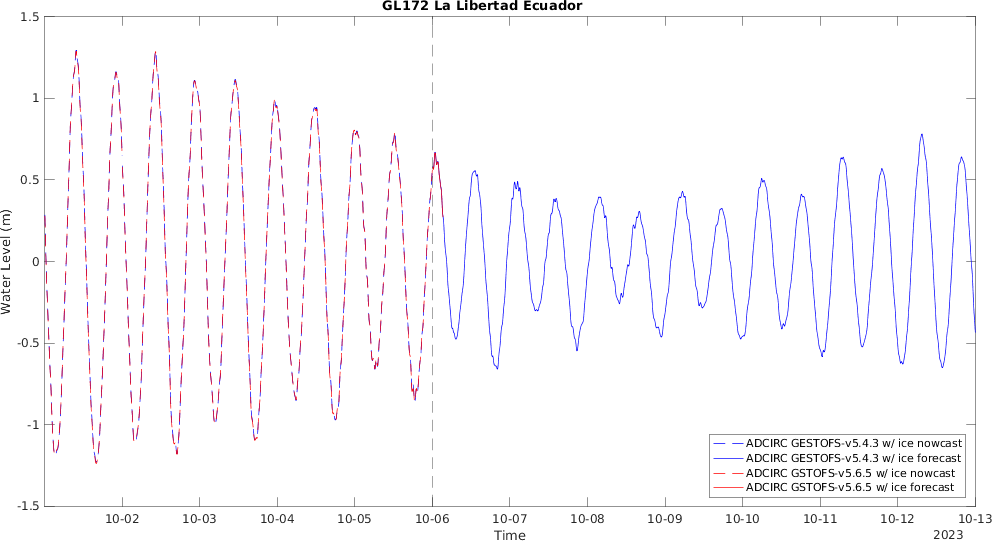 GL172 La Libertad Ecuador
1.5
1
0.5
0
-0.5
-1
-1.5
Water Level (m)
10-02 10-03 10-04 10-05 10-06 10-07 10-08 10-09 10-10 10-11 10-12 10-13
Time
2023
ADCIRC GESTOFS-v5.4.3 w/ ice nowcast
ADCIRC GESTOFS-v5.4.3 w/ ice forecast
ADCIRC GSTOFS-v5.6.5 w/ ice nowcast
ADCIRC GSTOFS-v5.6.5 w/ ice forecast